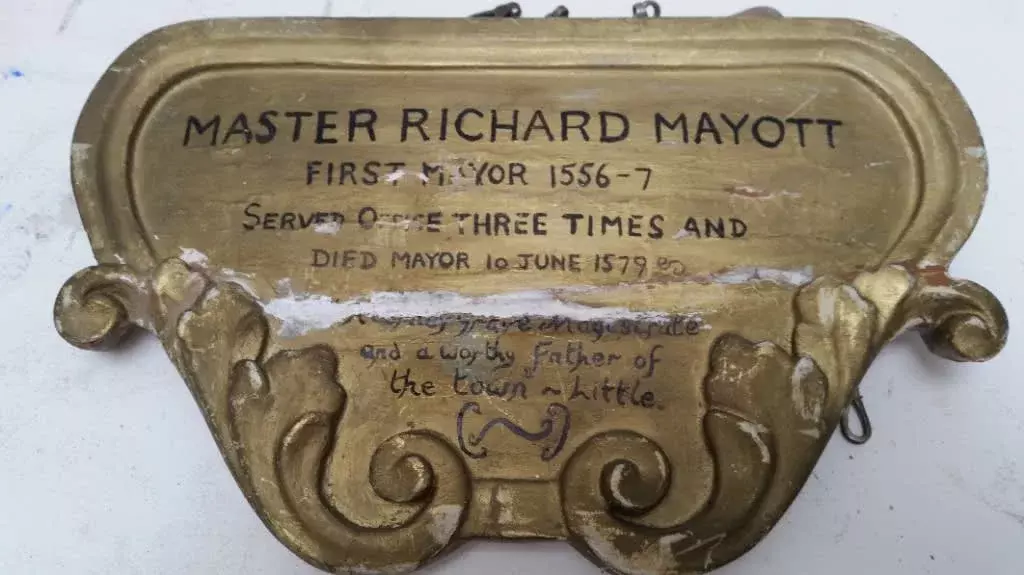 MASTER RICHARD MAYOTT
FIRST MAYOR 1556-7
SERVED OFFICE THREE TIMES AND
DIED MAYOR 10 JUNE 1579
grave Magistrate
and a worthy Father of
the town ~ Little.